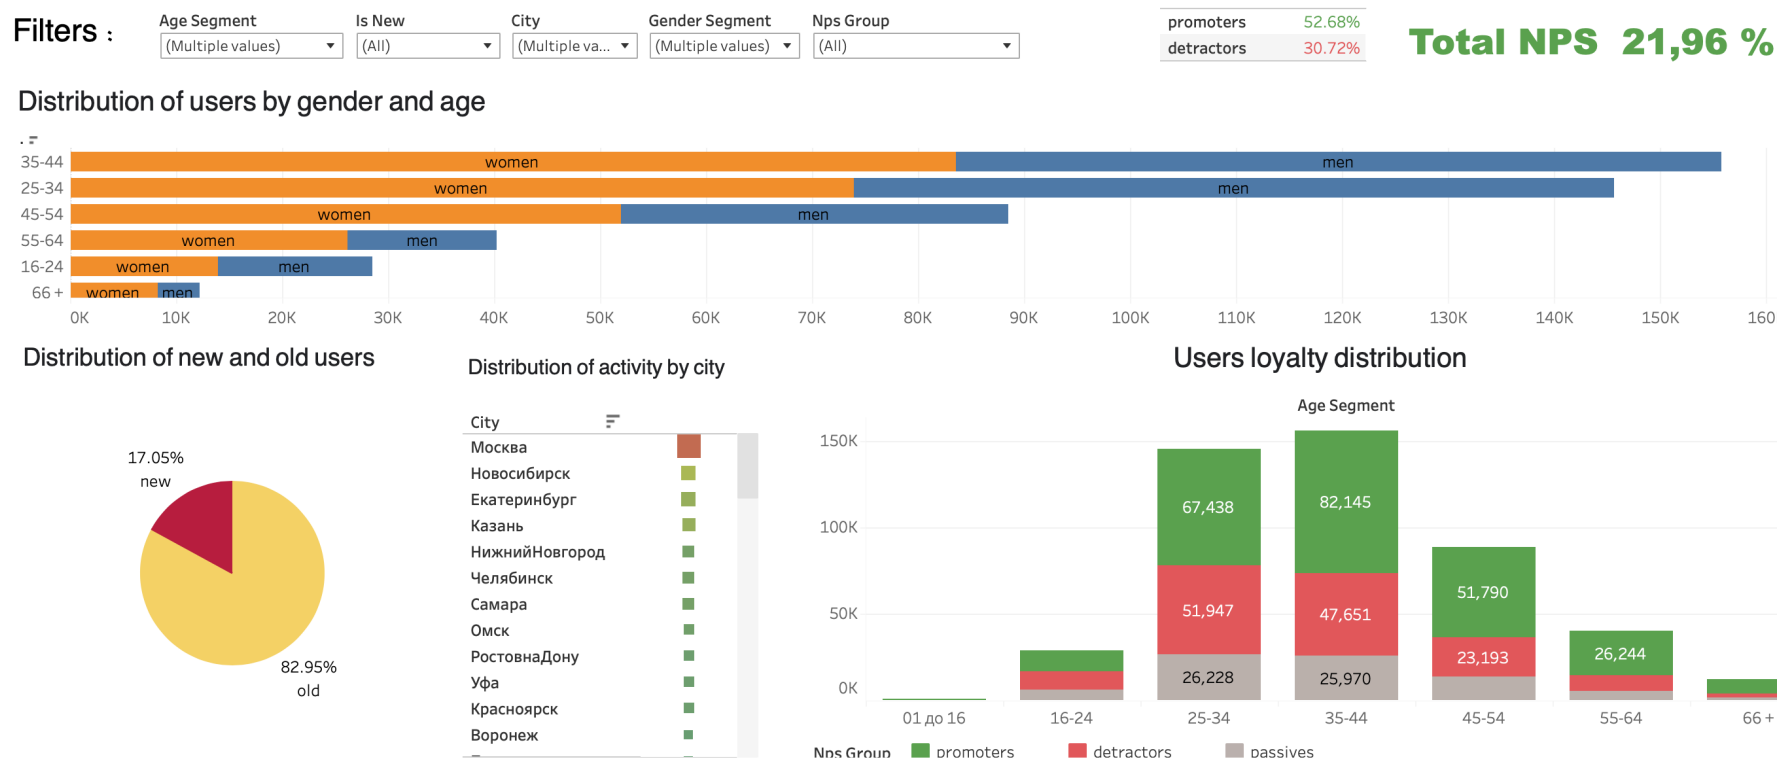 Filters :
Age Segment
(Multiple values)
Is New
(All)
City
(Multiple va...
Gender Segment
(Multiple values)
Nps Group
(All)
promoters 52.68%
detractors 30.72%
Total NPS 21,96 %
Distribution of users by gender and age
35-44 women men
25-34 women men
45-54 women men
55-64 women men
16-24 women men
66 + women men
0K 10K 20K 30K 40K 50K 60K 70K 80K 90K 100K 110K 120K 130K 140K 150K 160
Distribution of new and old users
17.05%
new
82.95%
old
Distribution of activity by city
City
Москва
Новосибирск
Екатеринбург
Казань
НижнийНовгород
Челябинск
Самара
Омск
РостовнаДону
Уфа
Красноярск
Воронеж
Users loyalty distribution
Age Segment
150K
100K
50K
0K
67,438
51,947
26,228
82,145
47,651
25,970
51,790
23,193
26,244
01 до 16 16-24 25-34 35-44 45-54 55-64 66 +
Nps Group promoters detractors passives